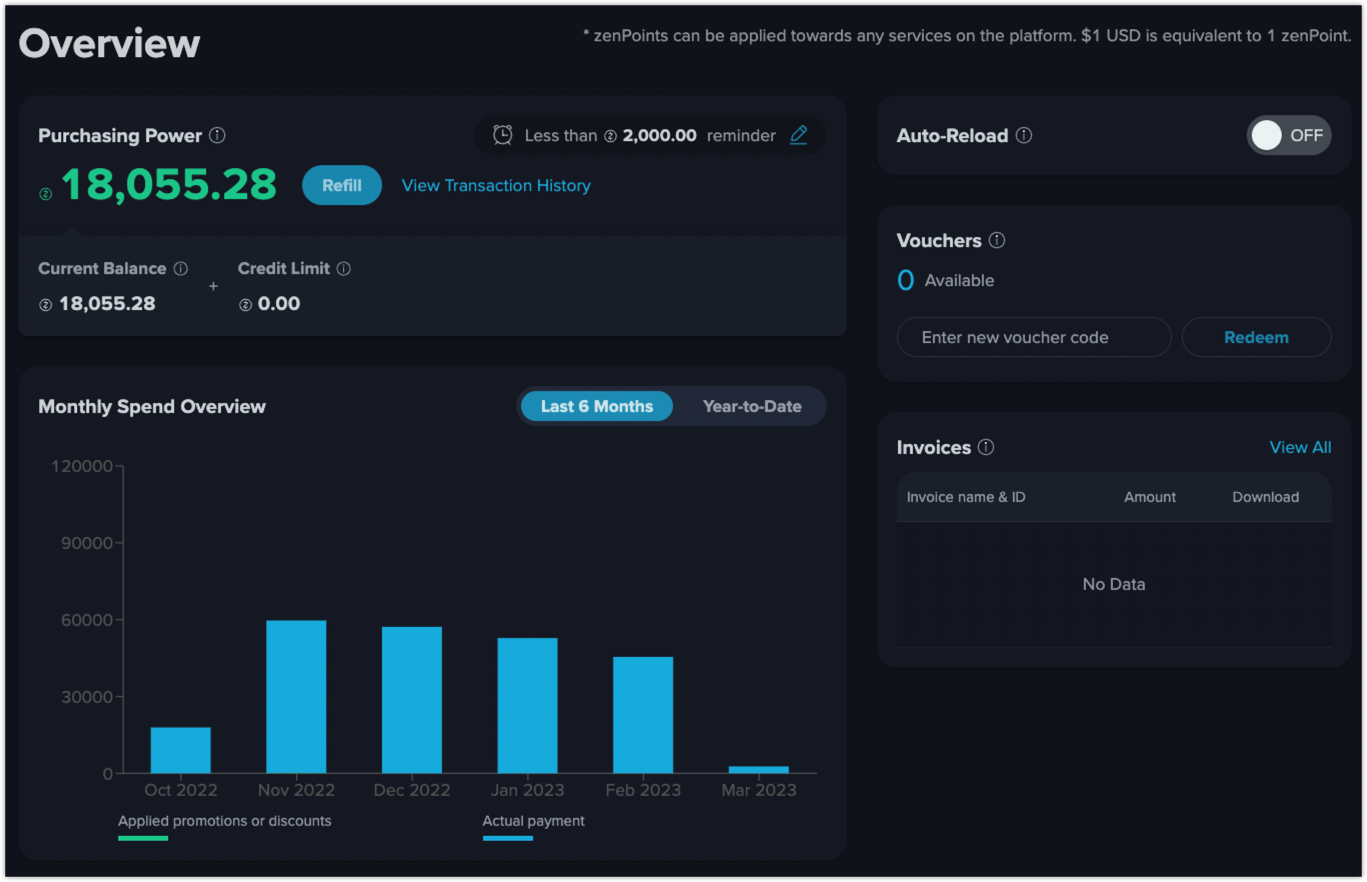 Overview
* zenPoints can be applied towards any services on the platform. $1 USD is equivalent to 1 zenPoint.
Purchasing Power
Less than 2,000.00 reminder
18,055.28
Refill
View Transaction History
Current Balance
+
Credit Limit
18,055.28
0.00
Auto-Reload
OFF
Vouchers
0 Available
Enter new voucher code
Redeem
Monthly Spend Overview
Last 6 Months
Year-to-Date
120000
90000
60000
30000
0
Oct 2022
Nov 2022
Dec 2022
Jan 2023
Feb 2023
Mar 2023
Applied promotions or discounts
Actual payment
Invoices
View All
Invoice name & ID
Amount
Download
No Data